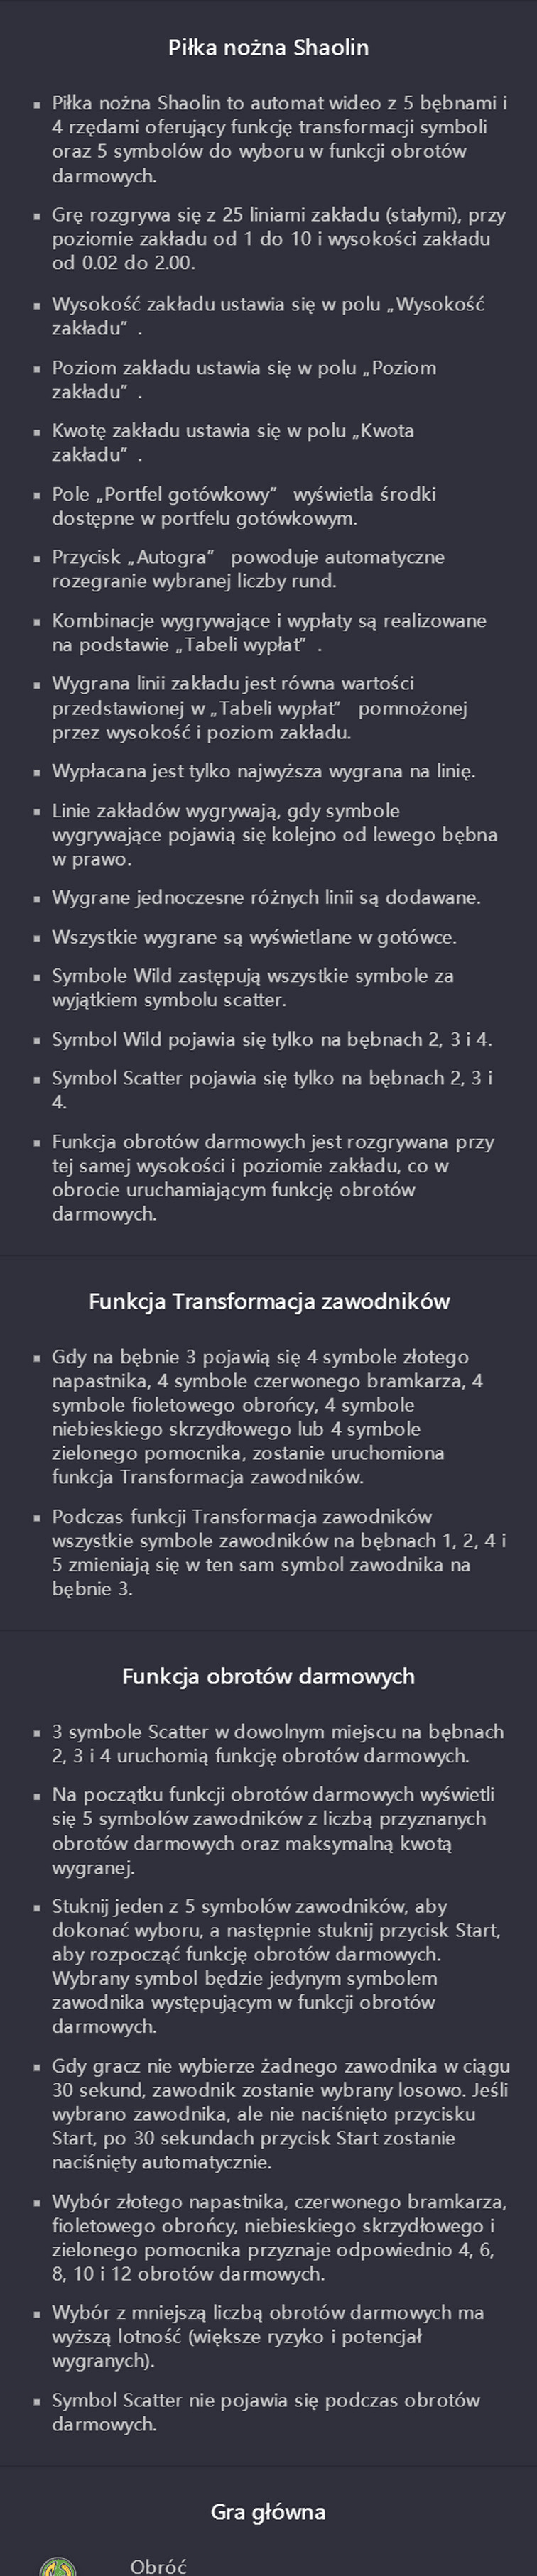 Piłka nożna Shaolin
▪ Piłka nożna Shaolin to automat wideo z 5 bębnami i
4 rzędami oferujący funkcję transformacji symboli
oraz 5 symbolów do wyboru w funkcji obrotów
darmowych.
▪ Grę rozgrywa się z 25 liniami zakładu (stałymi), przy
poziomie zakładu od 1 do 10 i wysokości zakładu
od 0.02 do 2.00.
▪ Wysokość zakładu ustawia się w polu „Wysokość
zakładu” .
▪ Poziom zakładu ustawia się w polu „Poziom
zakładu” .
▪ Kwotę zakładu ustawia się w polu „Kwota
zakładu” .
▪ Pole „Portfel gotówkowy” wyświetla środki
dostępne w portfelu gotówkowym.
▪ Przycisk „Autogra” powoduje automatyczne
rozegranie wybranej liczby rund.
▪ Kombinacje wygrywające i wypłaty są realizowane
na podstawie „Tabeli wypłat” .
▪ Wygrana linii zakładu jest równa wartości
przedstawionej w „Tabeli wypłat” pomnożonej
przez wysokość i poziom zakładu.
▪ Wypłacana jest tylko najwyższa wygrana na linię.
▪ Linie zakładów wygrywają, gdy symbole
wygrywające pojawią się kolejno od lewego bębna
w prawo.
▪ Wygrane jednoczesne różnych linii są dodawane.
▪ Wszystkie wygrane są wyświetlane w gotówce.
▪ Symbole Wild zastępują wszystkie symbole za
wyjątkiem symbolu scatter.
▪ Symbol Wild pojawia się tylko na bębnach 2, 3 i 4.
▪ Symbol Scatter pojawia się tylko na bębnach 2, 3 i
4.
▪ Funkcja obrotów darmowych jest rozgrywana przy
tej samej wysokości i poziomie zakładu, co w
obrocie uruchamiającym funkcję obrotów
darmowych.
Funkcja Transformacja zawodników
▪ Gdy na bębnie 3 pojawią się 4 symbole złotego
napastnika, 4 symbole czerwonego bramkarza, 4
symbole fioletowego obrońcy, 4 symbole
niebieskiego skrzydłowego lub 4 symbole
zielonego pomocnika, zostanie uruchomiona
funkcja Transformacja zawodników.
▪ Podczas funkcji Transformacja zawodników
wszystkie symbole zawodników na bębnach 1, 2, 4 i
5 zmieniają się w ten sam symbol zawodnika na
bębnie 3.
Funkcja obrotów darmowych
▪ 3 symbole Scatter w dowolnym miejscu na bębnach
2, 3 i 4 uruchomią funkcję obrotów darmowych.
▪ Na początku funkcji obrotów darmowych wyświetli
się 5 symbolów zawodników z liczbą przyznanych
obrotów darmowych oraz maksymalną kwotą
wygranej.
▪ Stuknij jeden z 5 symbolów zawodników, aby
dokonać wyboru, a następnie stuknij przycisk Start,
aby rozpocząć funkcję obrotów darmowych.
Wybrany symbol będzie jedynym symbolem
zawodnika występującym w funkcji obrotów
darmowych.
▪ Gdy gracz nie wybierze żadnego zawodnika w ciągu
30 sekund, zawodnik zostanie wybrany losowo. Jeśli
wybrano zawodnika, ale nie naciśnięto przycisku
Start, po 30 sekundach przycisk Start zostanie
naciśnięty automatycznie.
▪ Wybór złotego napastnika, czerwonego bramkarza,
fioletowego obrońcy, niebieskiego skrzydłowego i
zielonego pomocnika przyznaje odpowiednio 4, 6,
8, 10 i 12 obrotów darmowych.
▪ Wybór z mniejszą liczbą obrotów darmowych ma
wyższą lotność (większe ryzyko i potencjał
wygranych).
▪ Symbol Scatter nie pojawia się podczas obrotów
darmowych.
Gra główna
Obróć